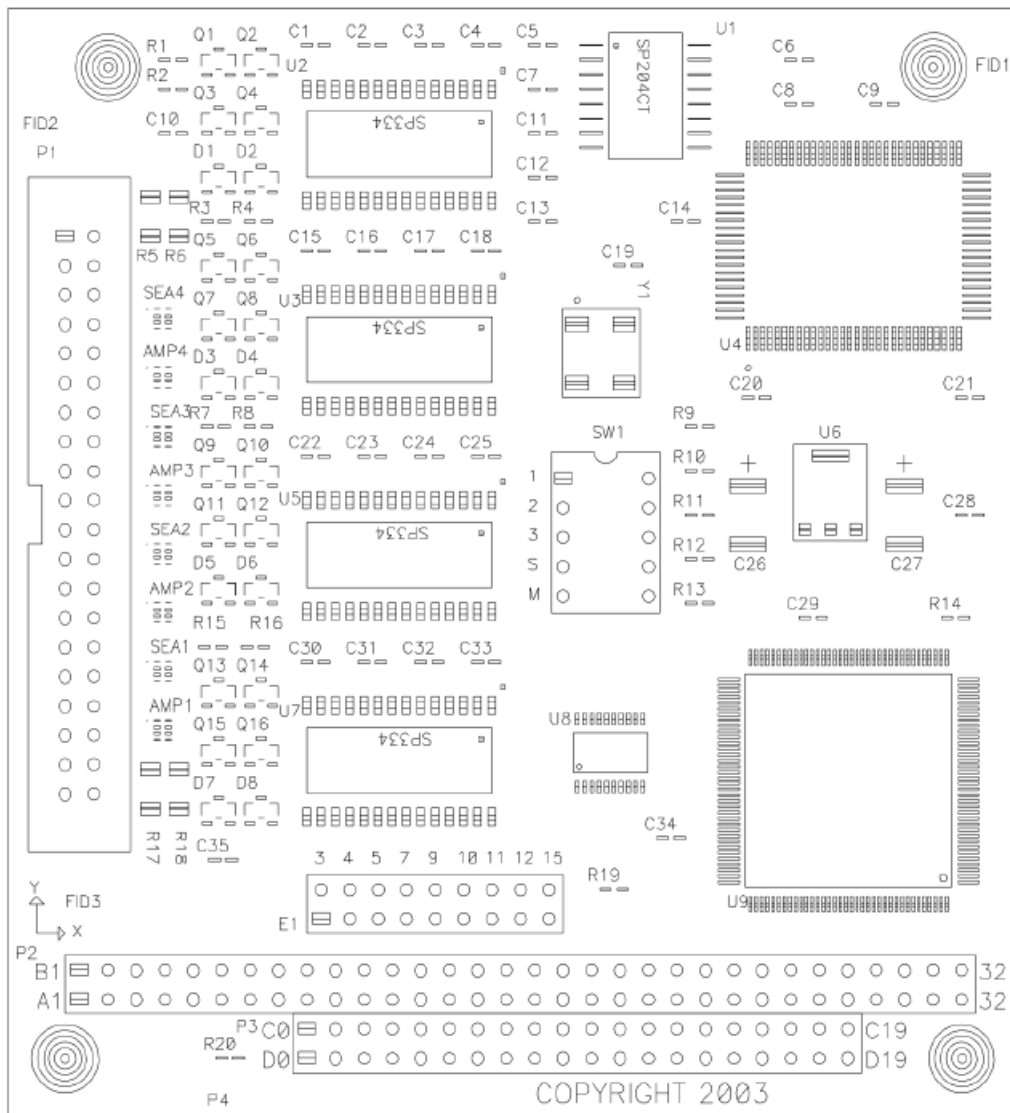 Q1 Q2 C1 C2 C3 C4 C5 U1
R1 U2 SP204CT C6 FID1
R2 Q3 Q4 C7 C8 C9
FID2 C10 SP334 C11
P1 D1 D2 C12
R3 R4 C13 C14
R5 R6 Q5 Q6 C15 C16 C17 C18 C19 Y1
SEA4 Q7 Q8 U3 SP334
AMP4 D3 D4 U4
SEA3 R7 R8 C20 C21
Q9 Q10 C22 C23 C24 C25 SW1 R9 U6
AMP3 1 R10
Q11 Q12 U5 2 R11 + + C28
SEA2 SP334 3
D5 D6 S R12 C26 C27
AMP2 M R13
SEA1 R15 R16 C29 R14
Q13 Q14 C30 C31 C32 C33
AMP1 Q15 Q16 U7 SP334 U8
D7 D8
R17 R18 C35 C34
3 4 5 7 9 10 11 12 15
R19
Y FID3 E1 U9
X
P2
B1 32
A1 32
P3 C0 C19
R20 D0 D19
P4 COPYRIGHT 2003